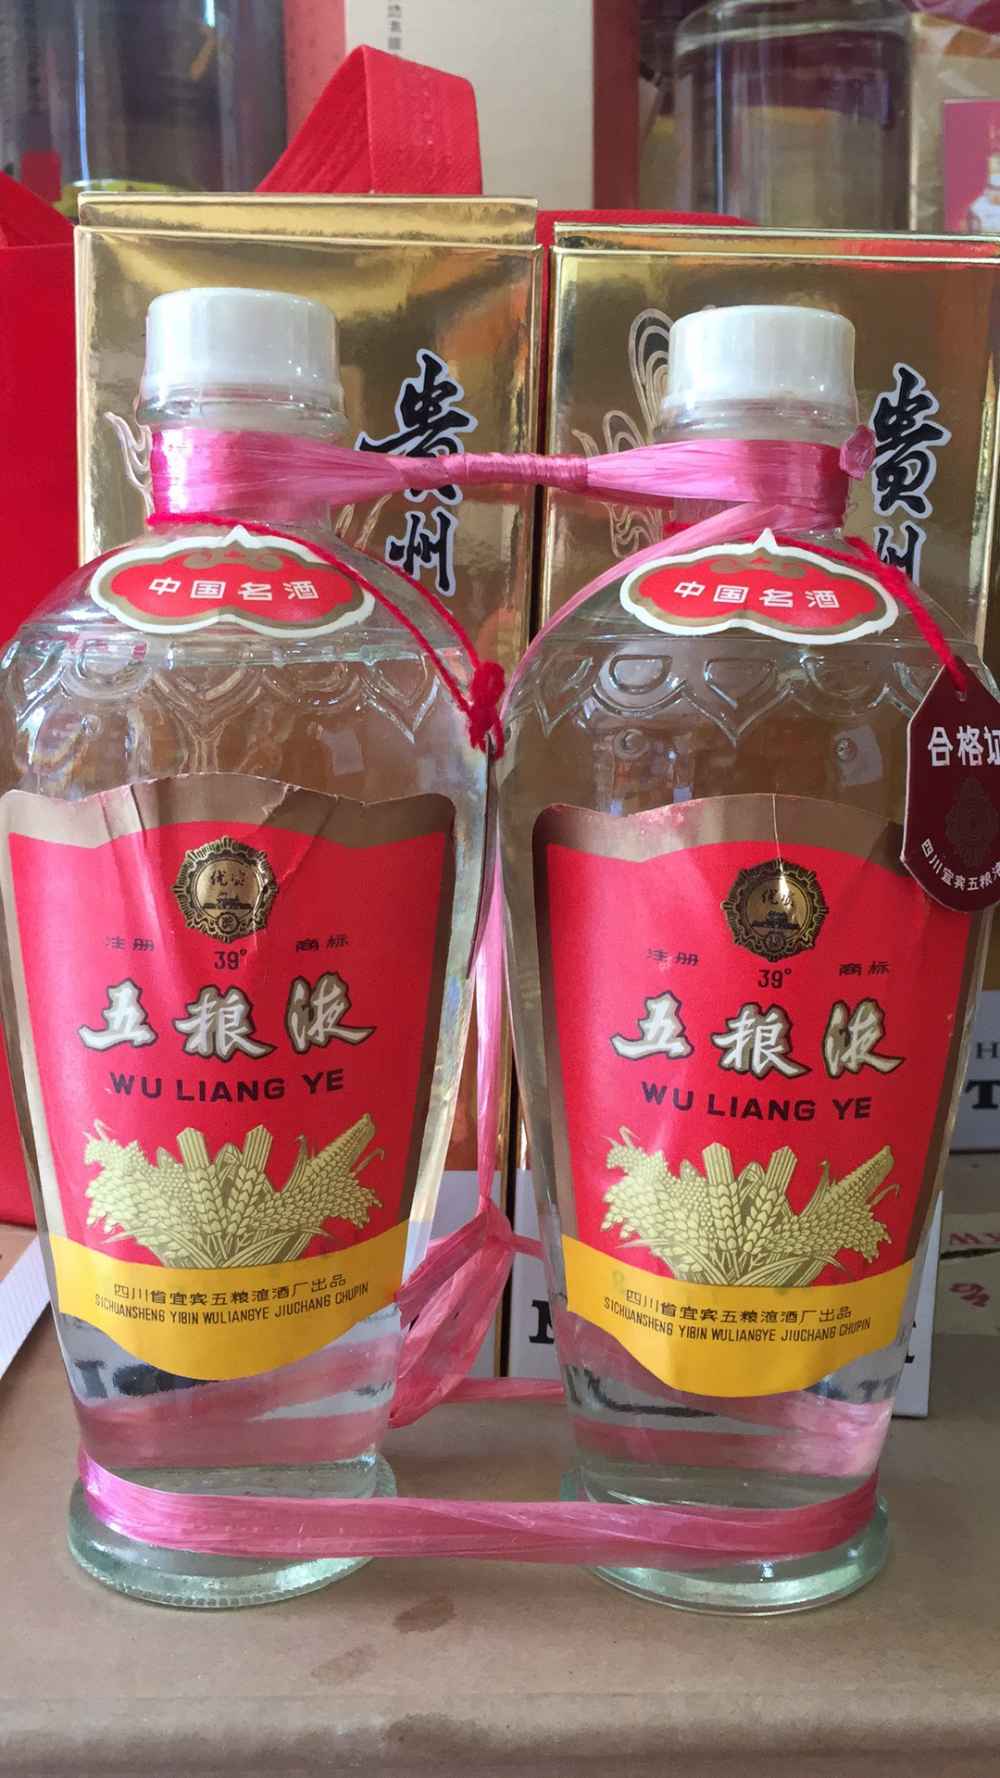 贵州
贵州
中国名酒
中国名酒
合格证
四川宜宾五粮液
优质
注册 商标
39°
五粮液
WU LIANG YE
四川省宜宾五粮液酒厂出品
SICHUANSHENG YIBIN WULIANGYE JIUCHANG CHUPIN
优质
注册 商标
39°
五粮液
WU LIANG YE
四川省宜宾五粮液酒厂出品
SICHUANSHENG YIBIN WULIANGYE JIUCHANG CHUPIN